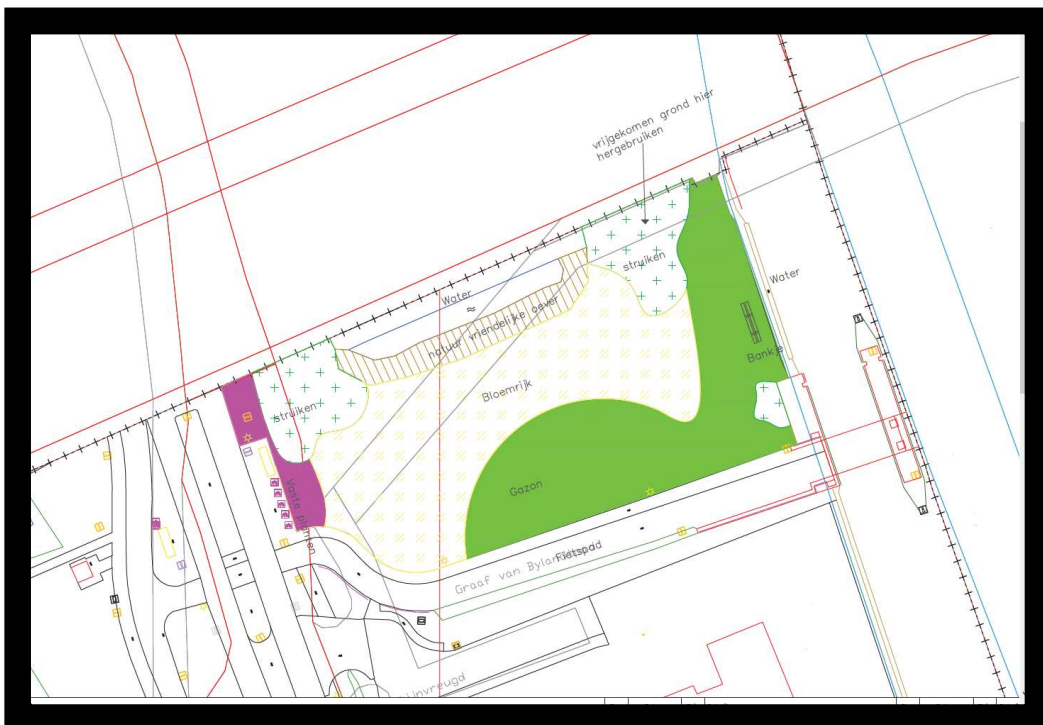 vrijgekomen grond hier
hergebruiken
struiken
Water
Water
natuur vriendelijke oever
Bankje
Bloemrijk
struiken
Gazon
Vaste planten
Fietspad
Graaf van Byland